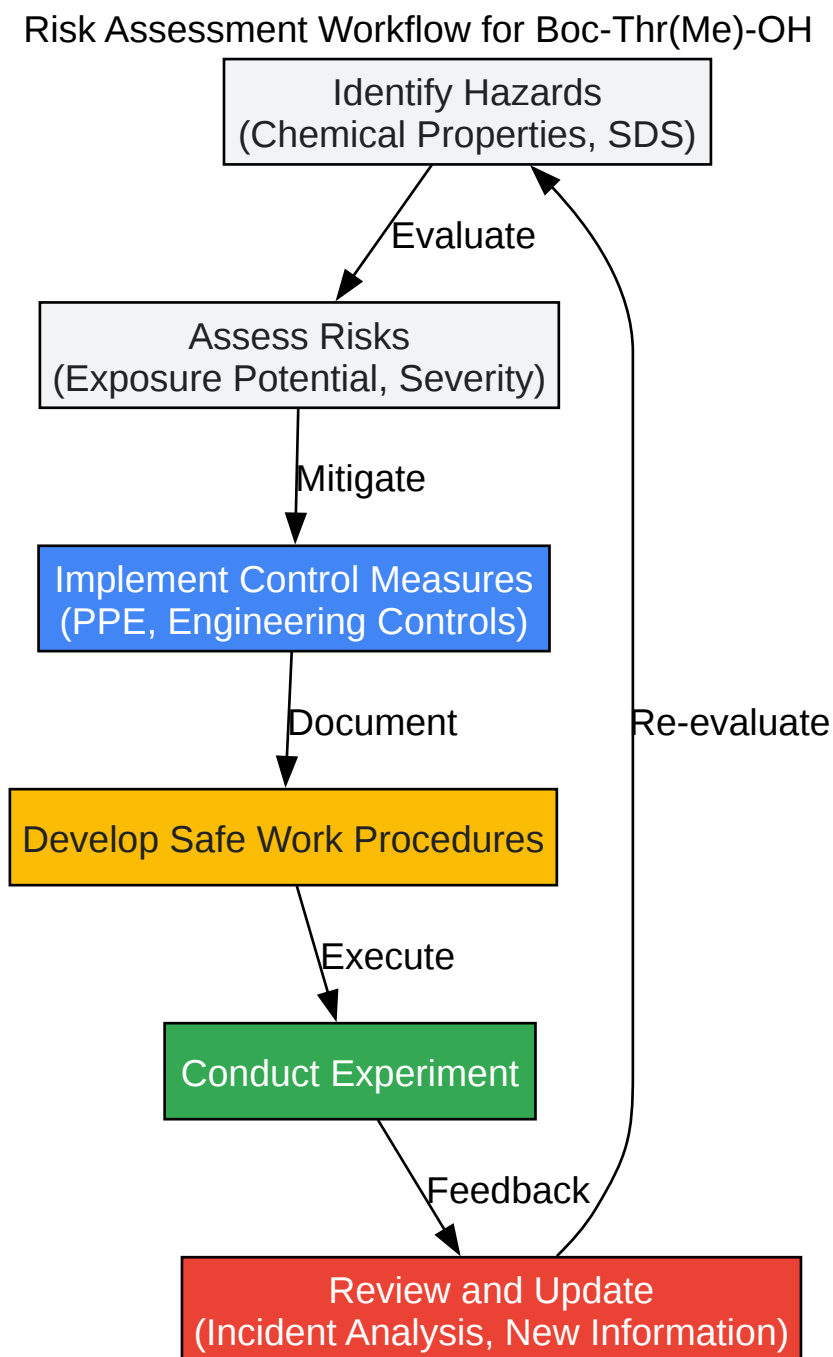 Risk Assessment Workflow for Boc-Thr(Me)-OH
Identify Hazards
(Chemical Properties, SDS)
Evaluate
Assess Risks
(Exposure Potential, Severity)
Mitigate
Implement Control Measures
(PPE, Engineering Controls)
Document
Re-evaluate
Develop Safe Work Procedures
Execute
Conduct Experiment
Feedback
Review and Update
(Incident Analysis, New Information)